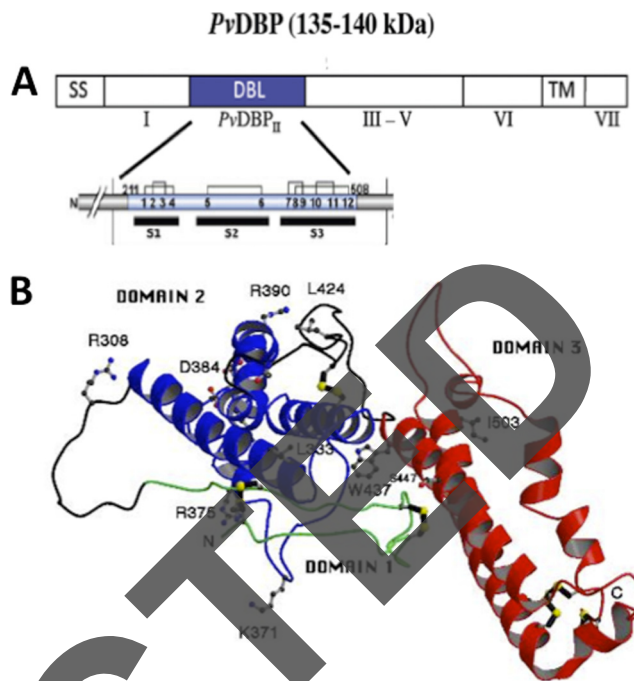 PvDBP (135-140 kDa)
A
SS DBL TM
I PvDBPII III – V VI VII
211 508
N 1 2 3 4 5 6 7 8 9 10 11 12
S1 S2 S3
B
DOMAIN 2 R390 L424
R308 DOMAIN 3
D384
I503
L333
W437 S447
R375
N
DOMAIN 1
C
K371